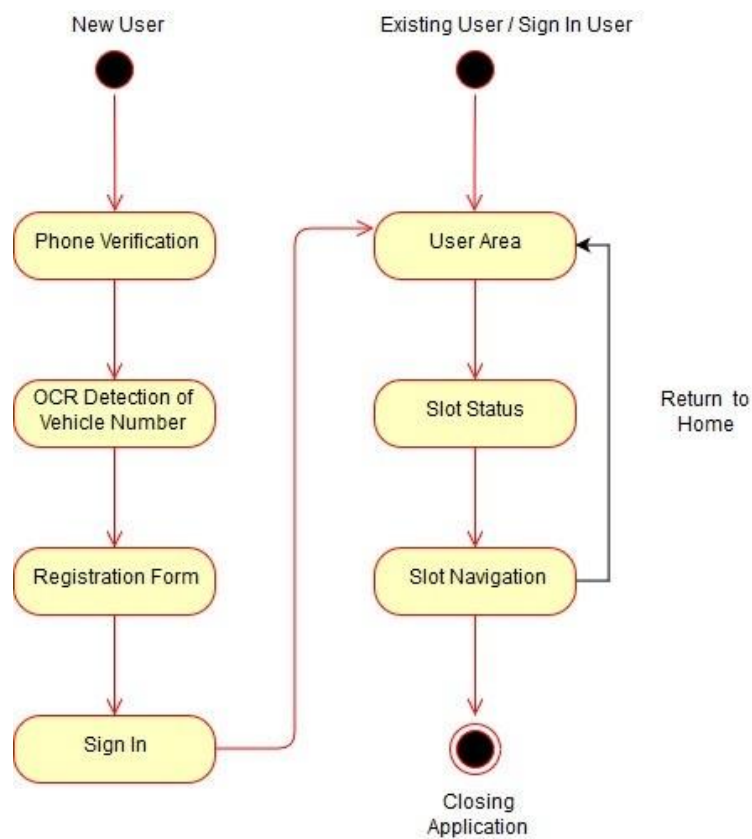 New User
Existing User / Sign In User
Phone Verification
User Area
OCR Detection of
Vehicle Number
Slot Status
Return to
Home
Registration Form
Slot Navigation
Sign In
Closing
Application